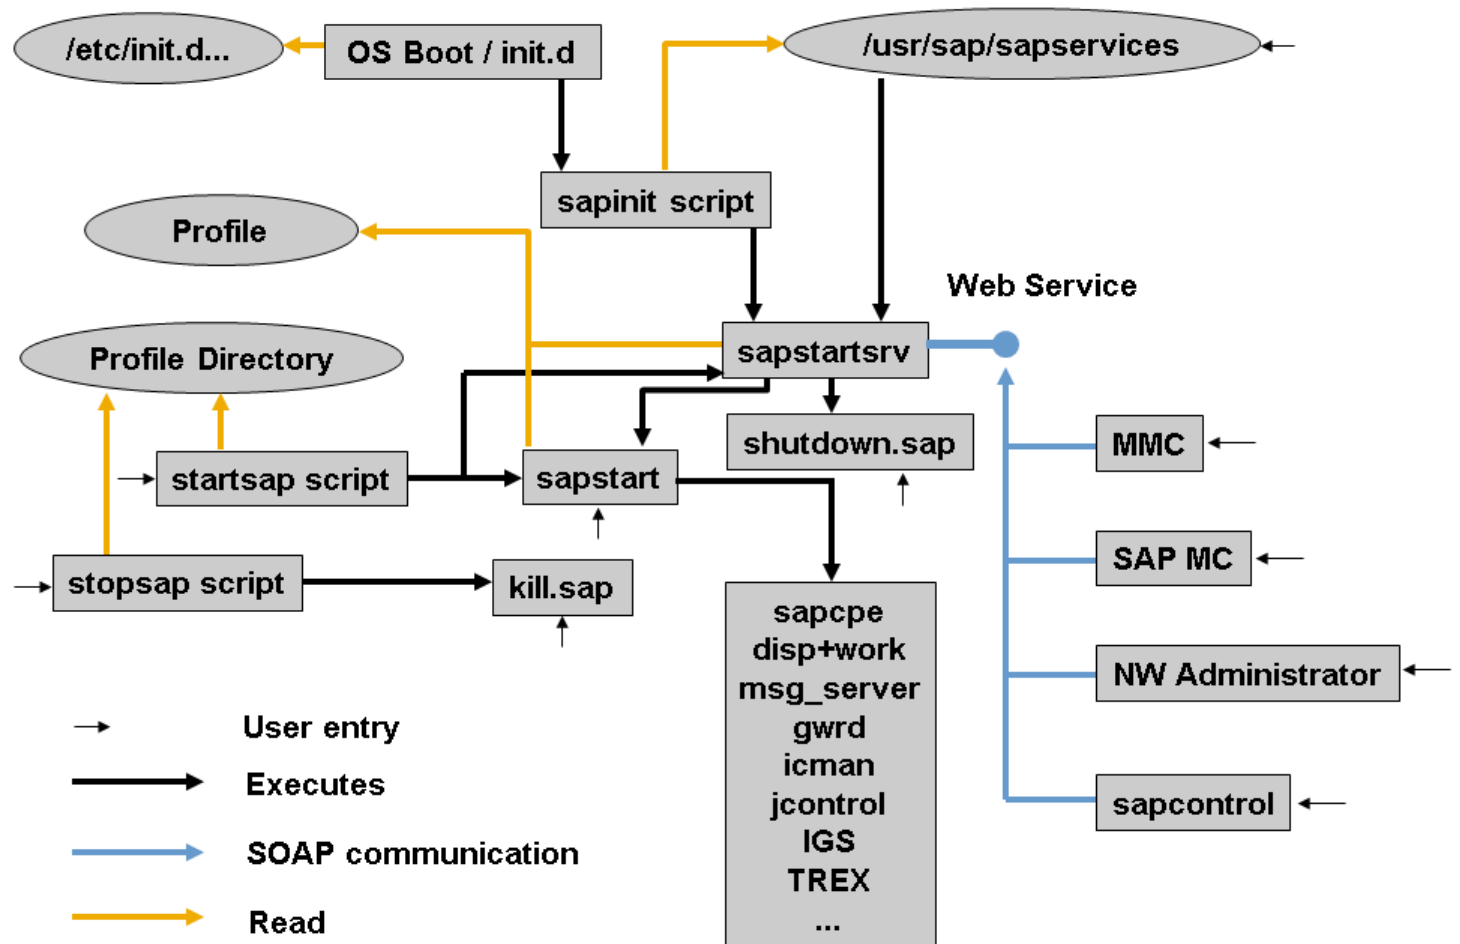 /etc/init.d...
OS Boot / init.d
/usr/sap/sapservices
sapinit script
Profile
Web Service
Profile Directory
sapstartsrv
shutdown.sap
MMC
startsap script
sapstart
SAP MC
stopsap script
kill.sap
sapcpe
disp+work
msg_server
gwrd
icman
jcontrol
IGS
TREX
...
NW Administrator
sapcontrol
User entry
Executes
SOAP communication
Read